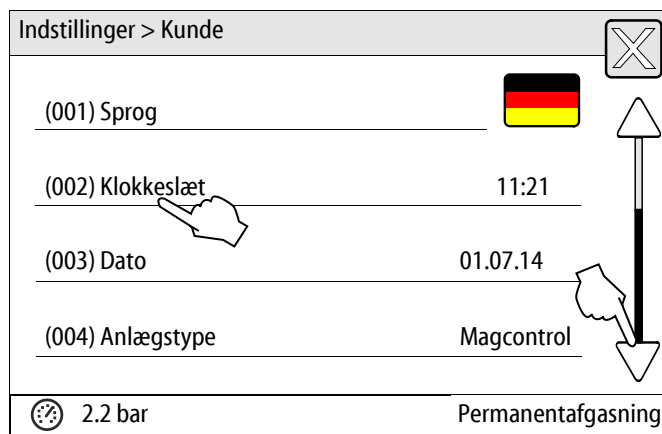 Indstillinger > Kunde
X
(001) Sprog
(002) Klokkeslæt 11:21
(003) Dato 01.07.14
(004) Anlægstype Magcontrol
2.2 bar Permanentafgasning